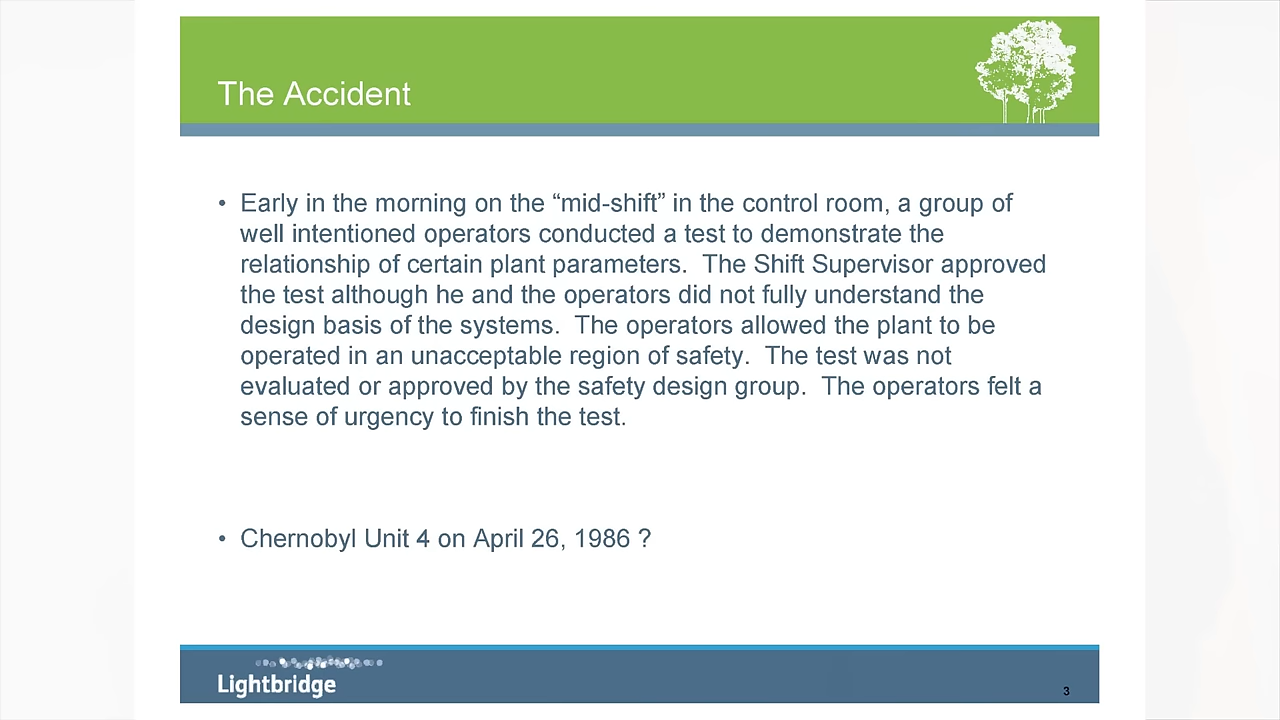 The Accident
• Early in the morning on the “mid-shift” in the control room, a group of
well intentioned operators conducted a test to demonstrate the
relationship of certain plant parameters.  The Shift Supervisor approved
the test although he and the operators did not fully understand the
design basis of the systems.  The operators allowed the plant to be
operated in an unacceptable region of safety.  The test was not
evaluated or approved by the safety design group.  The operators felt a
sense of urgency to finish the test.
• Chernobyl Unit 4 on April 26, 1986 ?
Lightbridge
3